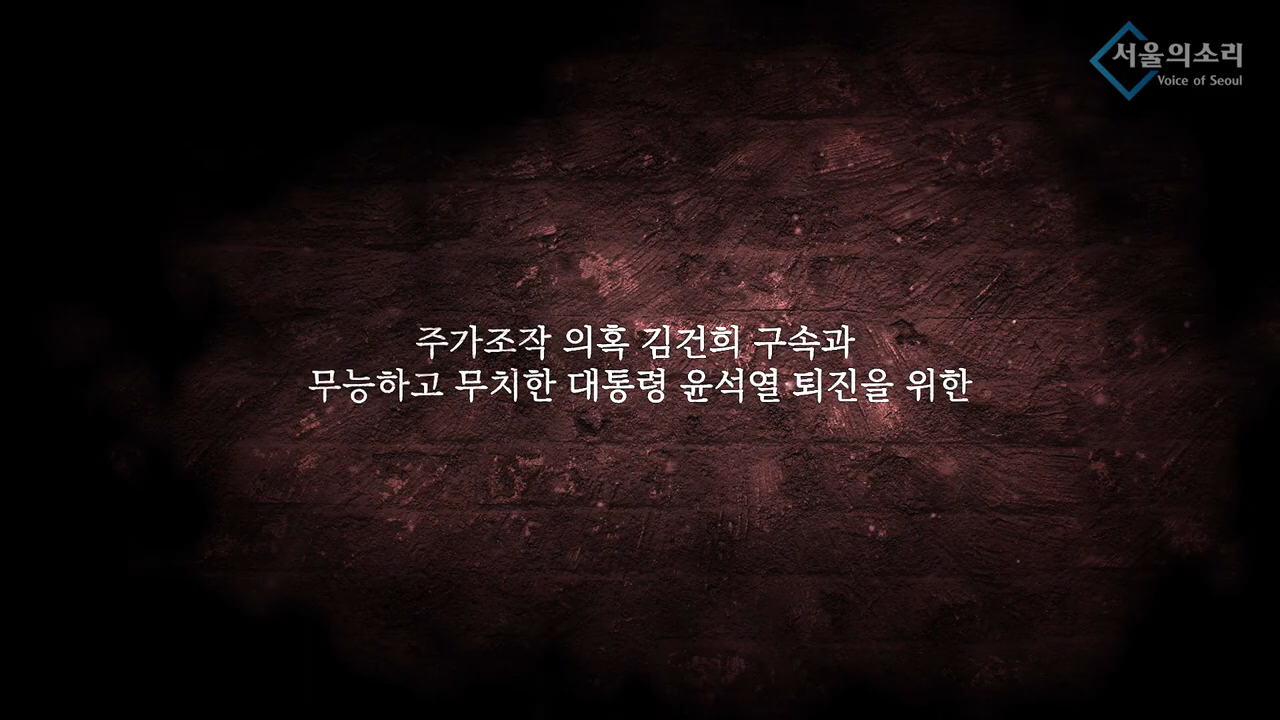 서울의소리
Voice of Seoul
주가조작 의혹 김건희 구속과
무능하고 무치한 대통령 윤석열 퇴진을 위한